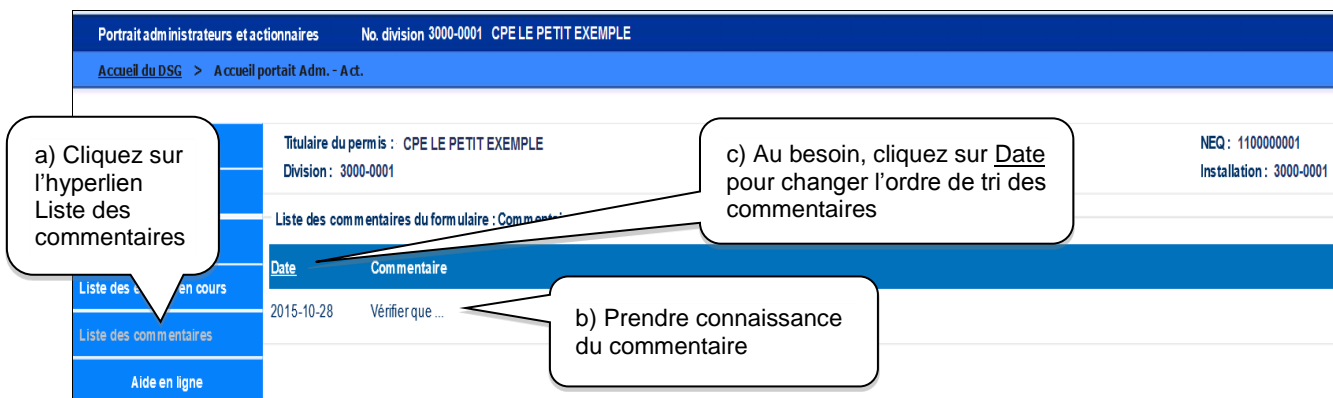 Portrait administrateurs et actionnaires No. division 3000-0001 CPE LE PETIT EXEMPLE
Accueil du DSG > Accueil portait Adm. - Act.
a) Cliquez sur
l'hyperlien
Liste des
commentaires
Titulaire du permis : CPE LE PETIT EXEMPLE
Division : 3000-0001
c) Au besoin, cliquez sur Date
pour changer l'ordre de tri des
commentaires
NEQ : 1100000001
Installation : 3000-0001
Liste des commentaires du formulaire :
Date Commentaire
2015-10-28 Vérifier que ...
b) Prendre connaissance
du commentaire
Liste des en cours
Liste des commentaires
Aide en ligne